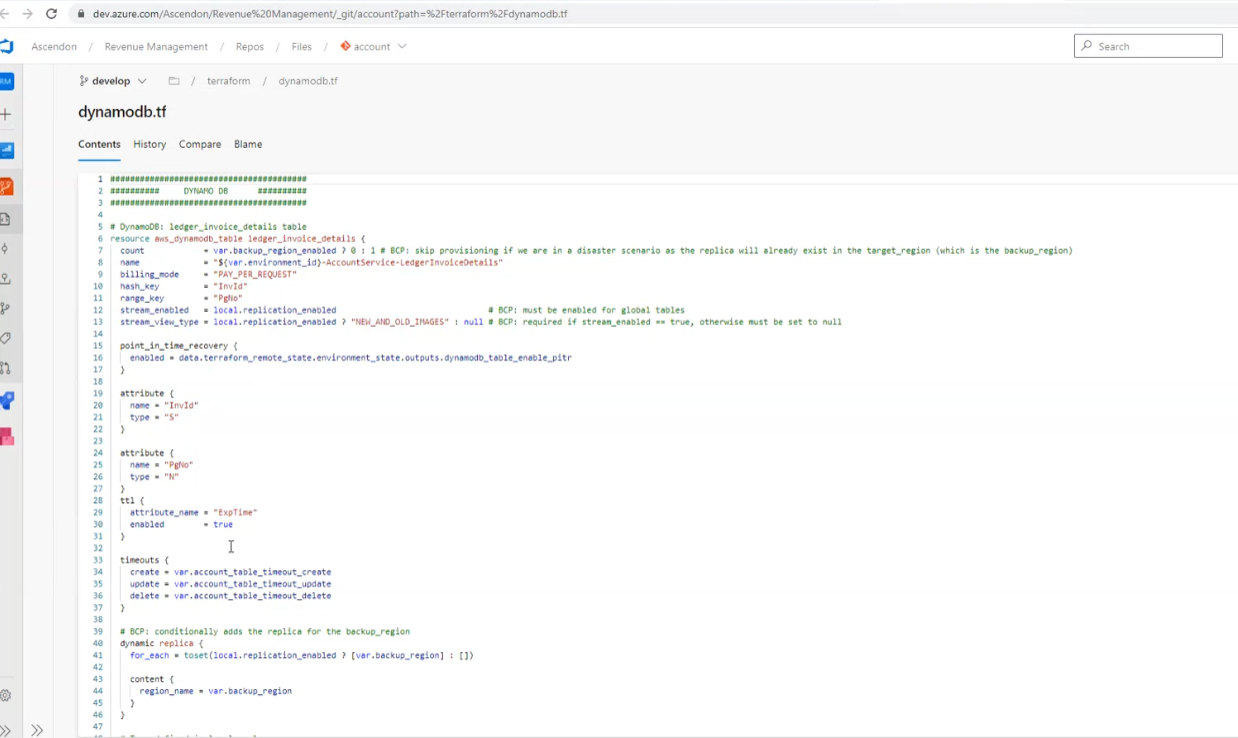 dev.azure.com/Ascendon/Revenue%20Management/_git/account?path=%2Fterraform%2Fdynamodb.tf
Ascendon / Revenue Management / Repos / Files / account
Search
develop / terraform / dynamodb.tf
RM
dynamodb.tf
Contents History Compare Blame
1 ########################################
2 ########## DYNAMO DB ##########
3 ########################################
4
5 # DynamoDB: ledger_invoice_details table
6 resource aws_dynamodb_table ledger_invoice_details {
7 count = var.backup_region_enabled ? 0 : 1 # BCP: skip provisioning if we are in a disaster scenario as the replica will already exist in the target_region (which is the backup_region)
8 name = "${var.environment_id}-AccountService-LedgerInvoiceDetails"
9 billing_mode = "PAY_PER_REQUEST"
10 hash_key = "InvId"
11 range_key = "PgNo"
12 stream_enabled = local.replication_enabled # BCP: must be enabled for global tables
13 stream_view_type = local.replication_enabled ? "NEW_AND_OLD_IMAGES" : null # BCP: required if stream_enabled == true, otherwise must be set to null
14
15 point_in_time_recovery {
16 enabled = data.terraform_remote_state.environment_state.outputs.dynamodb_table_enable_pitr
17 }
18
19 attribute {
20 name = "InvId"
21 type = "S"
22 }
23
24 attribute {
25 name = "PgNo"
26 type = "N"
27 }
28 ttl {
29 attribute_name = "ExpTime"
30 enabled = true
31 }
32
33 timeouts {
34 create = var.account_table_timeout_create
35 update = var.account_table_timeout_update
36 delete = var.account_table_timeout_delete
37 }
38
39 # BCP: conditionally adds the replica for the backup_region
40 dynamic replica {
41 for_each = toset(local.replication_enabled ? [var.backup_region] : [])
42
43 content {
44 region_name = var.backup_region
45 }
46 }
47